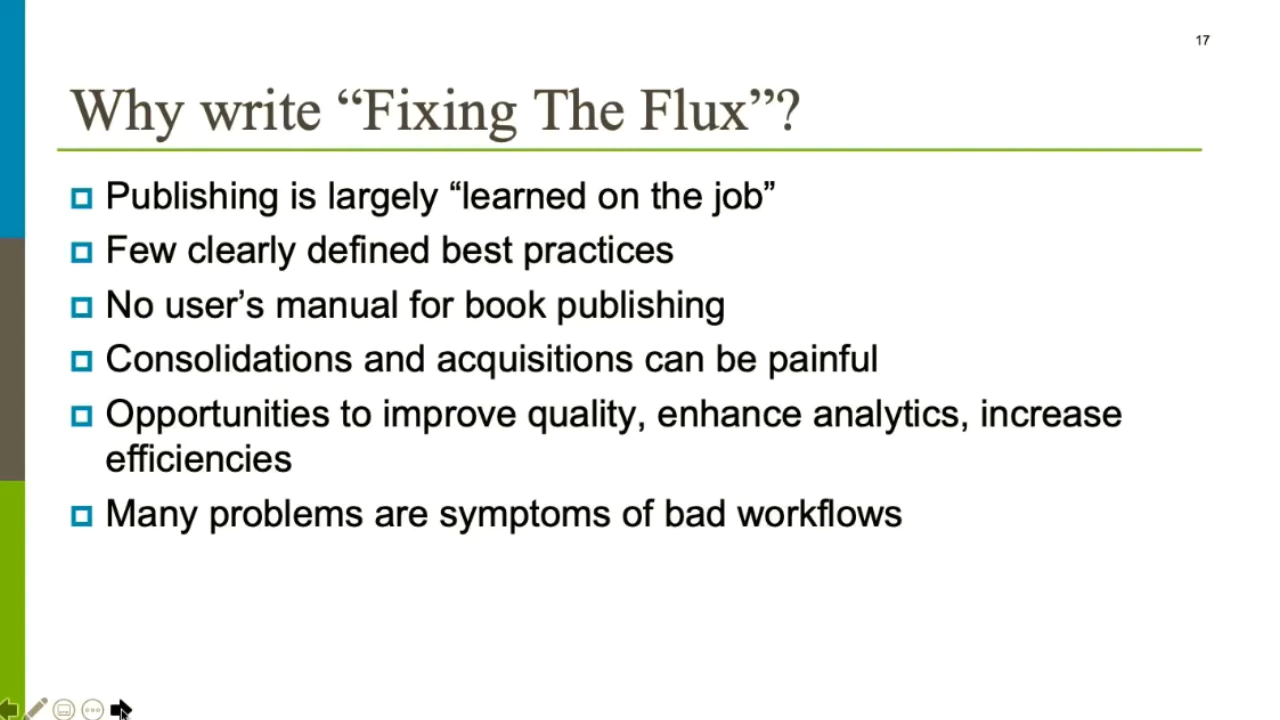 17
Why write “Fixing The Flux”?
Publishing is largely “learned on the job”
Few clearly defined best practices
No user’s manual for book publishing
Consolidations and acquisitions can be painful
Opportunities to improve quality, enhance analytics, increase
efficiencies
Many problems are symptoms of bad workflows